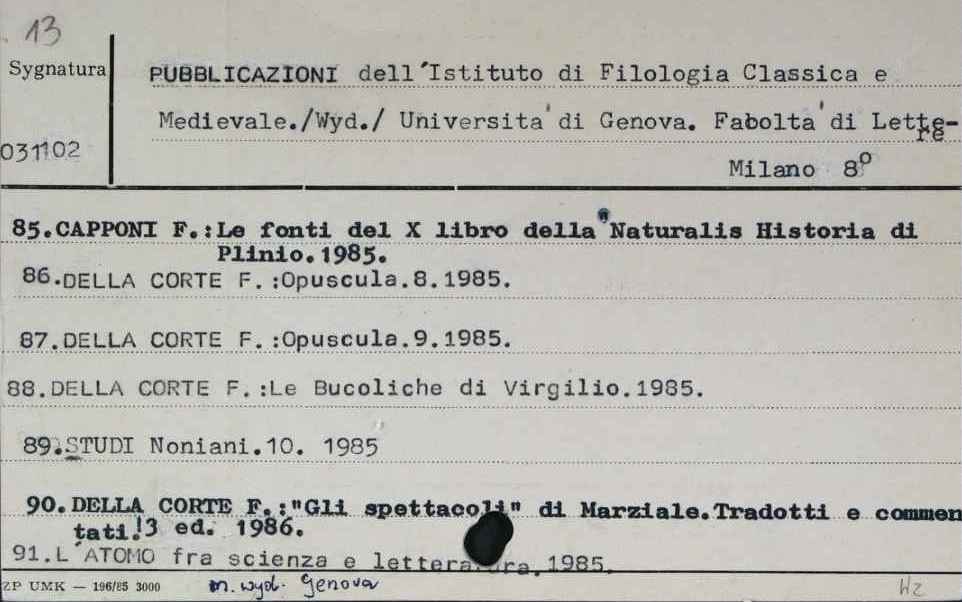 13
Sygnatura
PUBBLICAZIONI dell'Istituto di Filologia Classica e
Medievale./Wyd./ Universita' di Genova. Fabolta' di Lette-
re
031102
Milano 8º
85.CAPPONI F.:Le fonti del X libro della "Naturalis Historia di
Plinio.1985.
86.DELLA CORTE F.:Opuscula.8.1985.
87.DELLA CORTE F.:Opuscula.9.1985.
88.DELLA CORTE F.:Le Bucoliche di Virgilio.1985.
89.STUDI Noniani.10. 1985
90.DELLA CORTE F.:"Gli spettacoli" di Marziale.Tradotti e commen
tati!3 ed. 1986.
91.L'ATOMO fra scienza e letteratura.1985.
ZP UMK — 196/85 3000
m. wyd. Genova
Wz